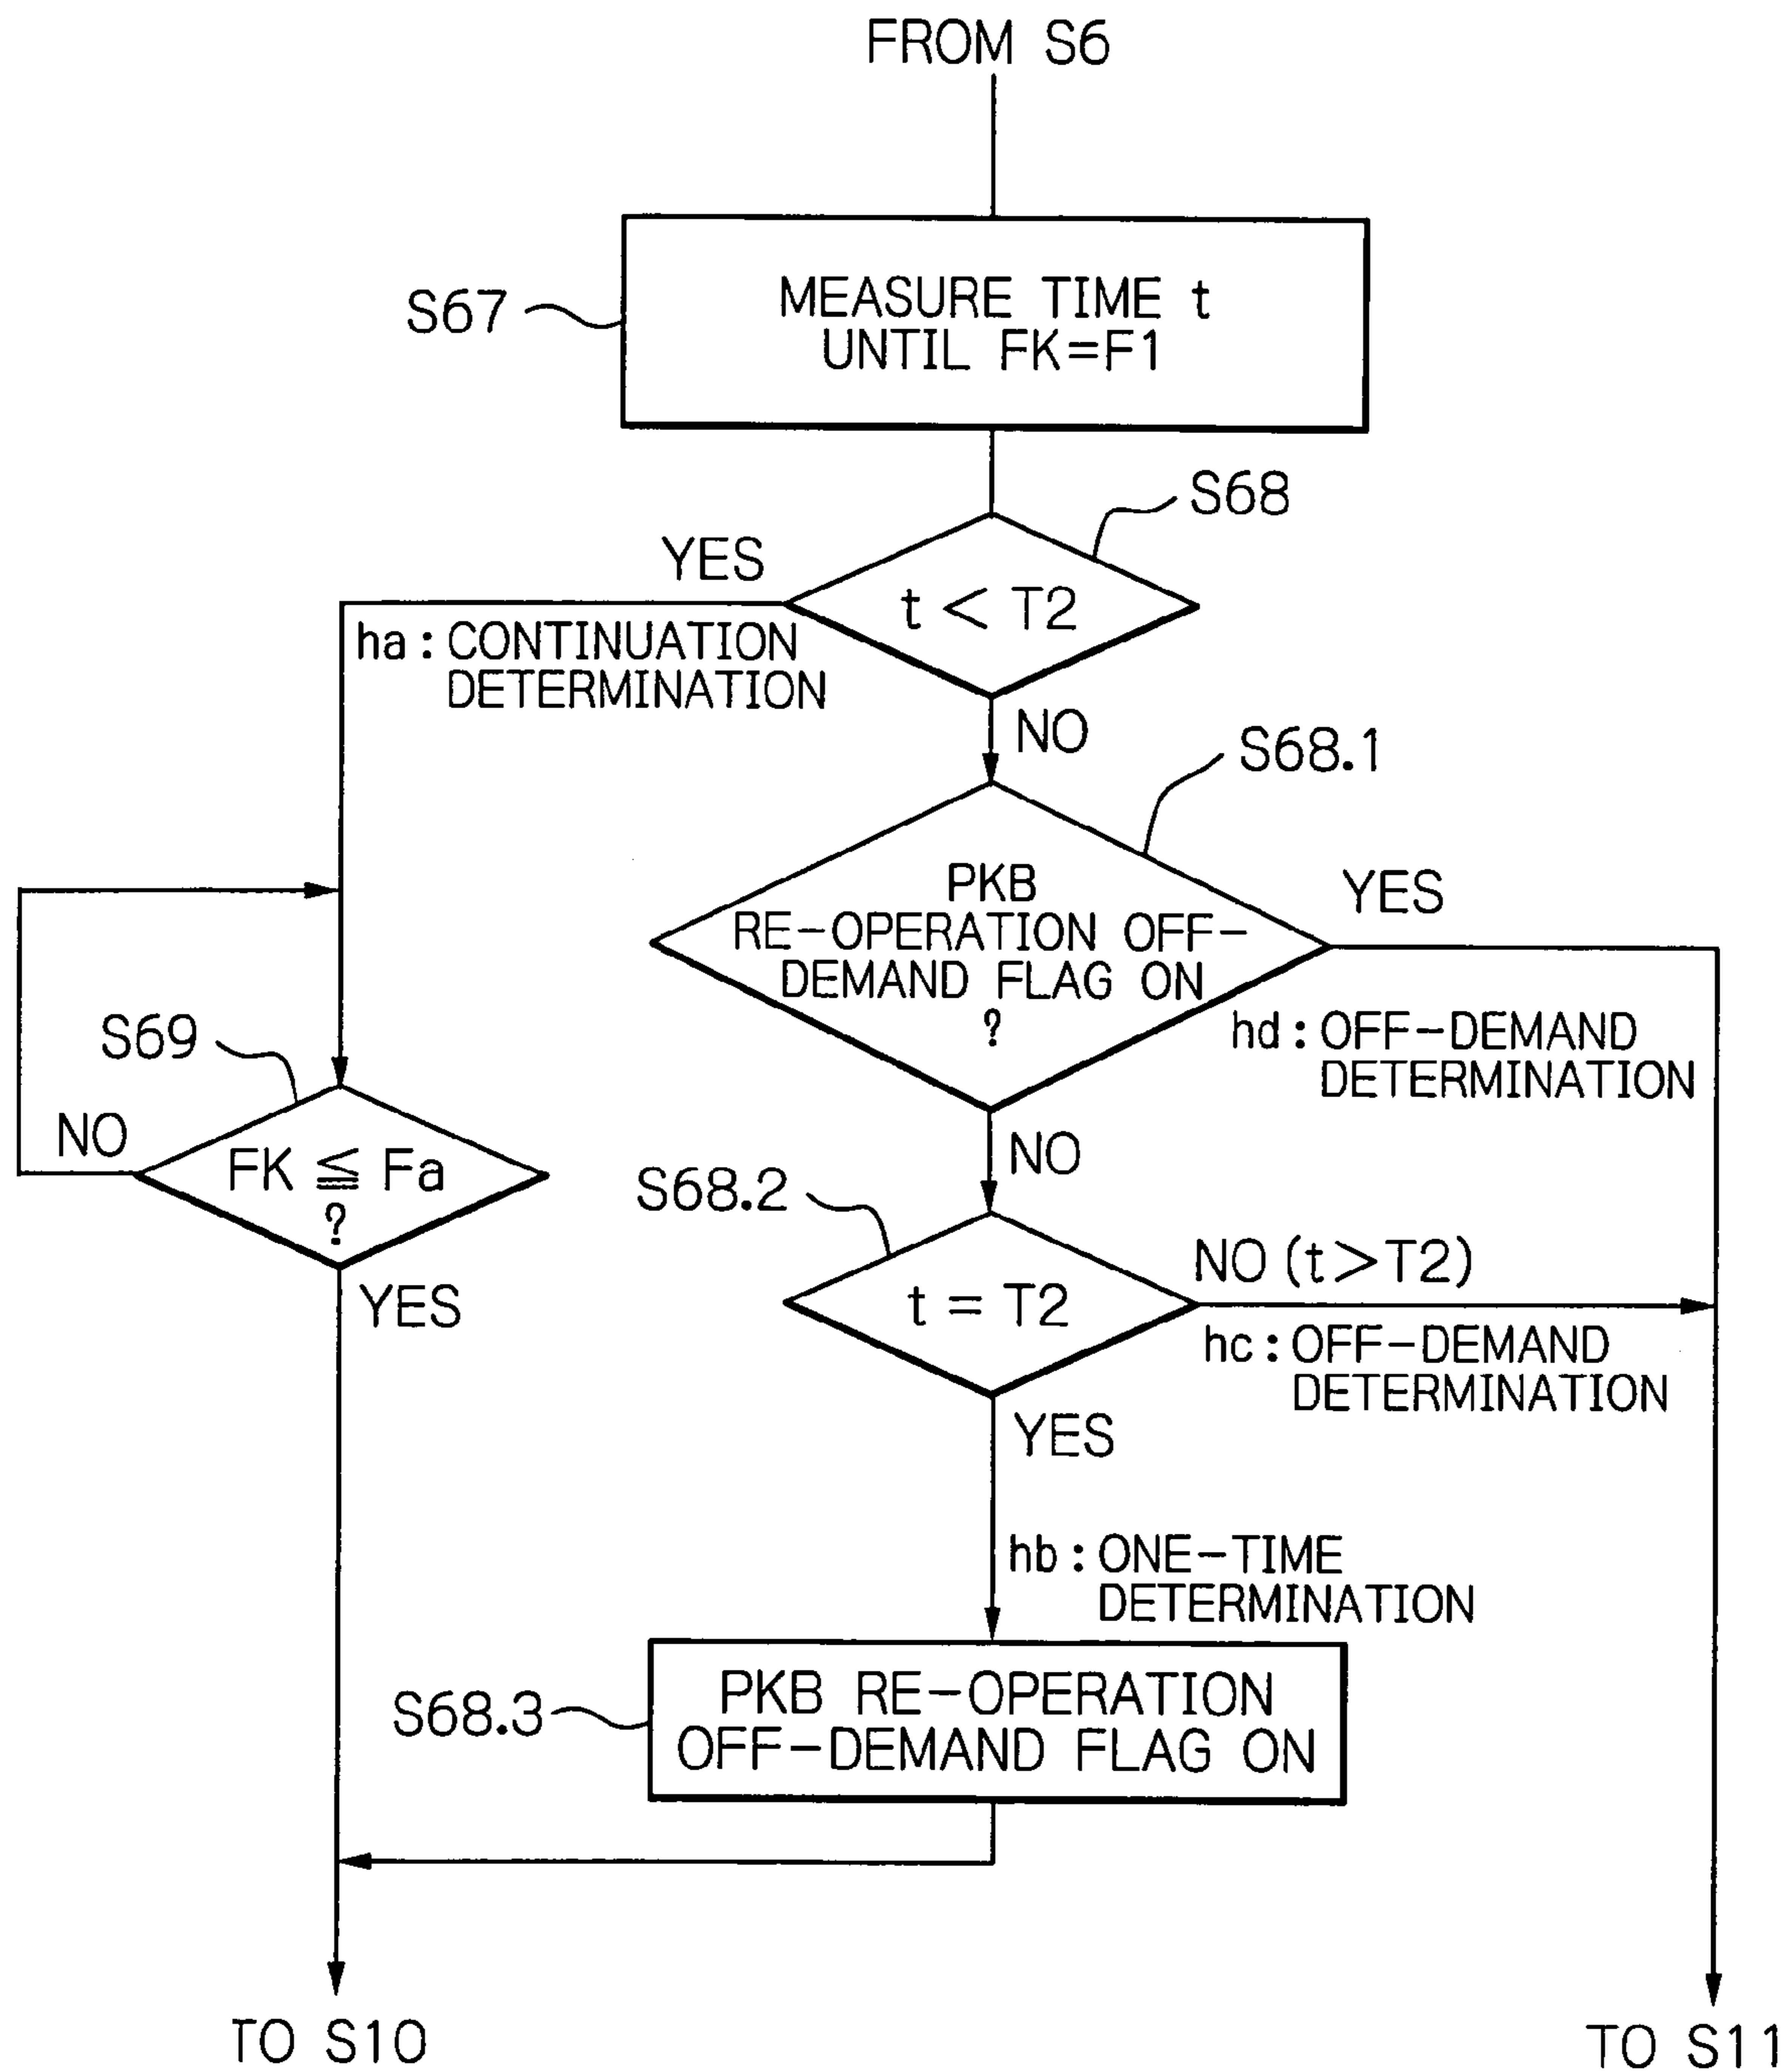 FROM S6
S67
MEASURE TIME t
UNTIL FK=F1
S68
YES
t < T2
ha: CONTINUATION
DETERMINATION
NO
S68.1
PKB
RE-OPERATION OFF-
DEMAND FLAG ON
?
YES
hd: OFF-DEMAND
DETERMINATION
S69
NO
FK ≦ Fa
?
YES
NO
S68.2
t = T2
NO (t>T2)
hc: OFF-DEMAND
DETERMINATION
YES
hb: ONE-TIME
DETERMINATION
S68.3
PKB RE-OPERATION
OFF-DEMAND FLAG ON
TO S10
TO S11